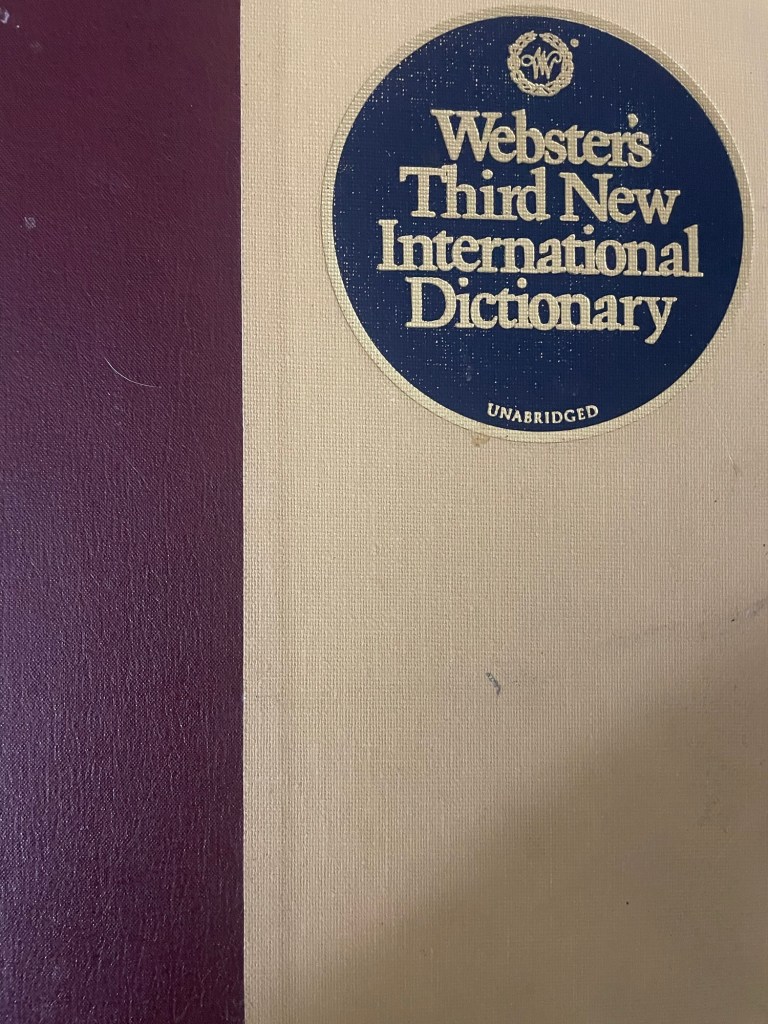 Webster's
Third New
International
Dictionary
UNABRIDGED